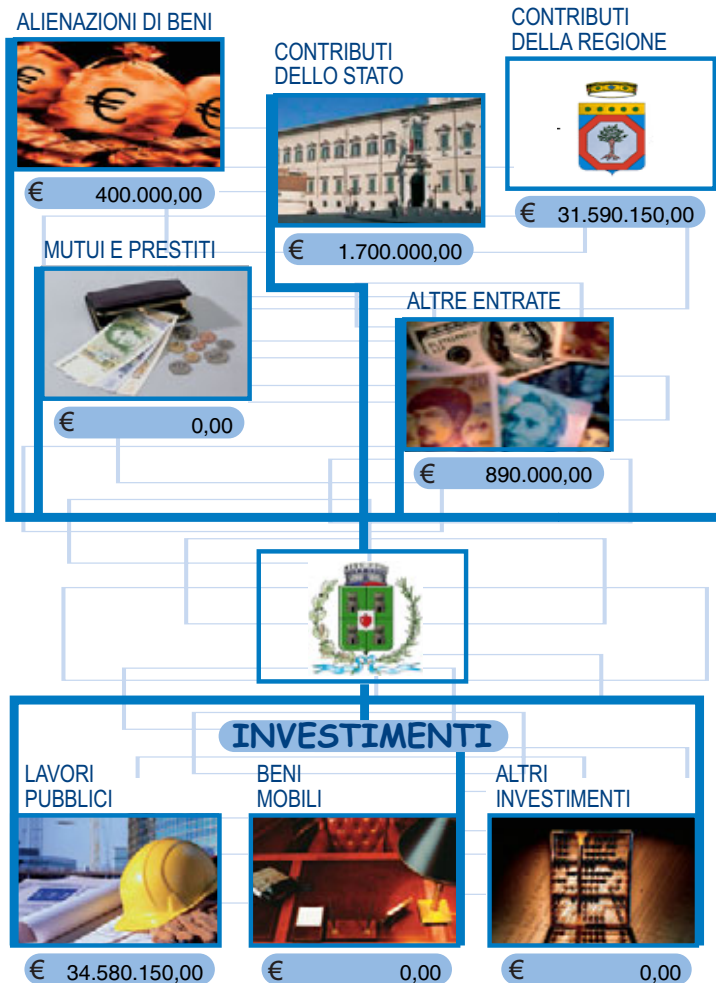 ALIENAZIONI DI BENI
€ 400.000,00
CONTRIBUTI
DELLO STATO
€ 1.700.000,00
CONTRIBUTI
DELLA REGIONE
€ 31.590.150,00
MUTUI E PRESTITI
€ 0,00
ALTRE ENTRATE
€ 890.000,00
INVESTIMENTI
LAVORI
PUBBLICI
€ 34.580.150,00
BENI
MOBILI
€ 0,00
ALTRI
INVESTIMENTI
€ 0,00